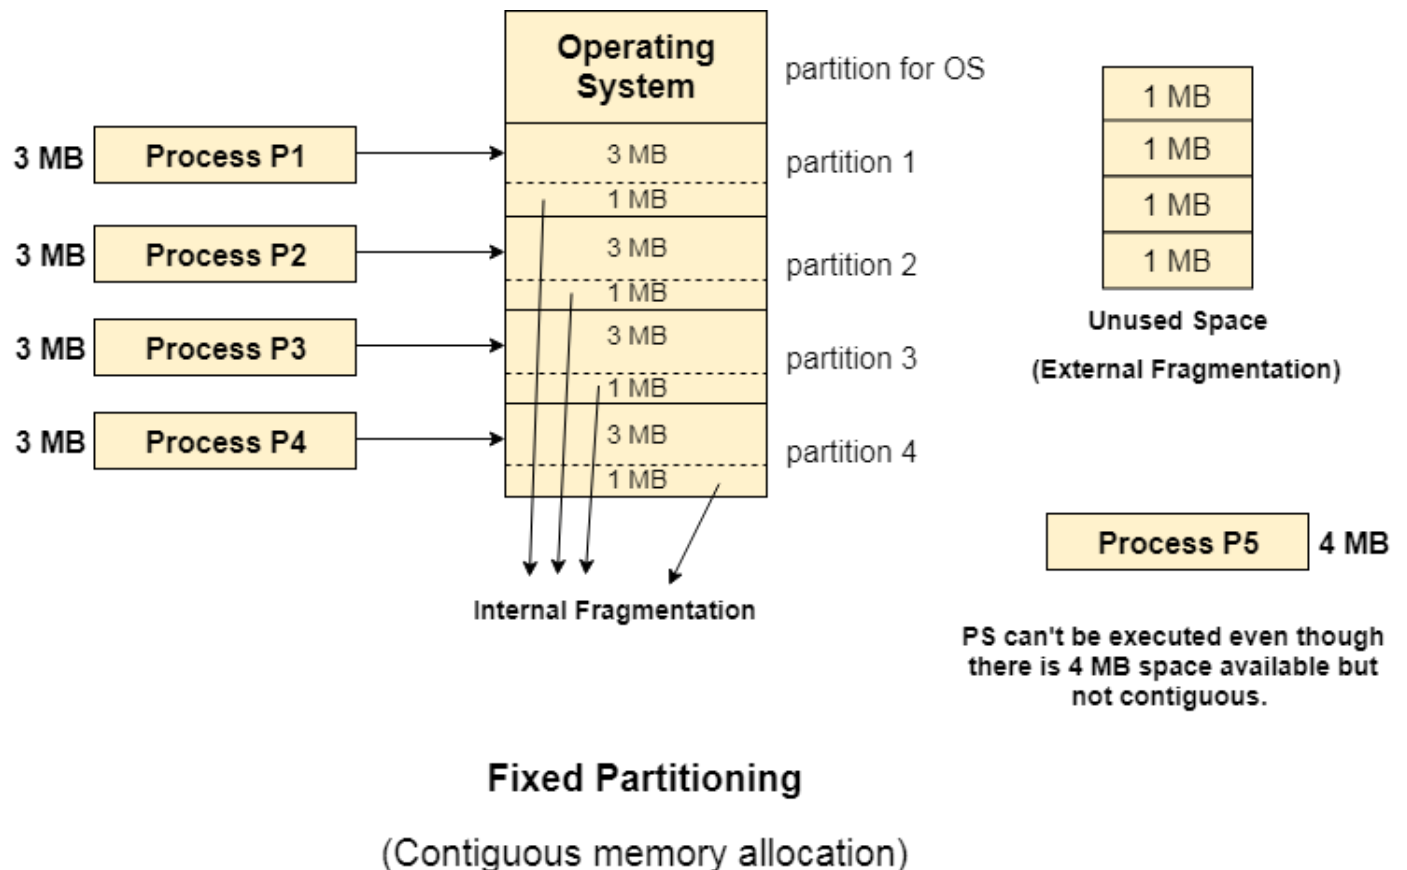 Operating
System
partition for OS
3 MB
Process P1
3 MB
1 MB
partition 1
3 MB
Process P2
3 MB
1 MB
partition 2
3 MB
Process P3
3 MB
1 MB
partition 3
3 MB
Process P4
3 MB
1 MB
partition 4
Internal Fragmentation
1 MB
1 MB
1 MB
1 MB
Unused Space
(External Fragmentation)
Process P5
4 MB
PS can't be executed even though
there is 4 MB space available but
not contiguous.
Fixed Partitioning
(Contiguous memory allocation)